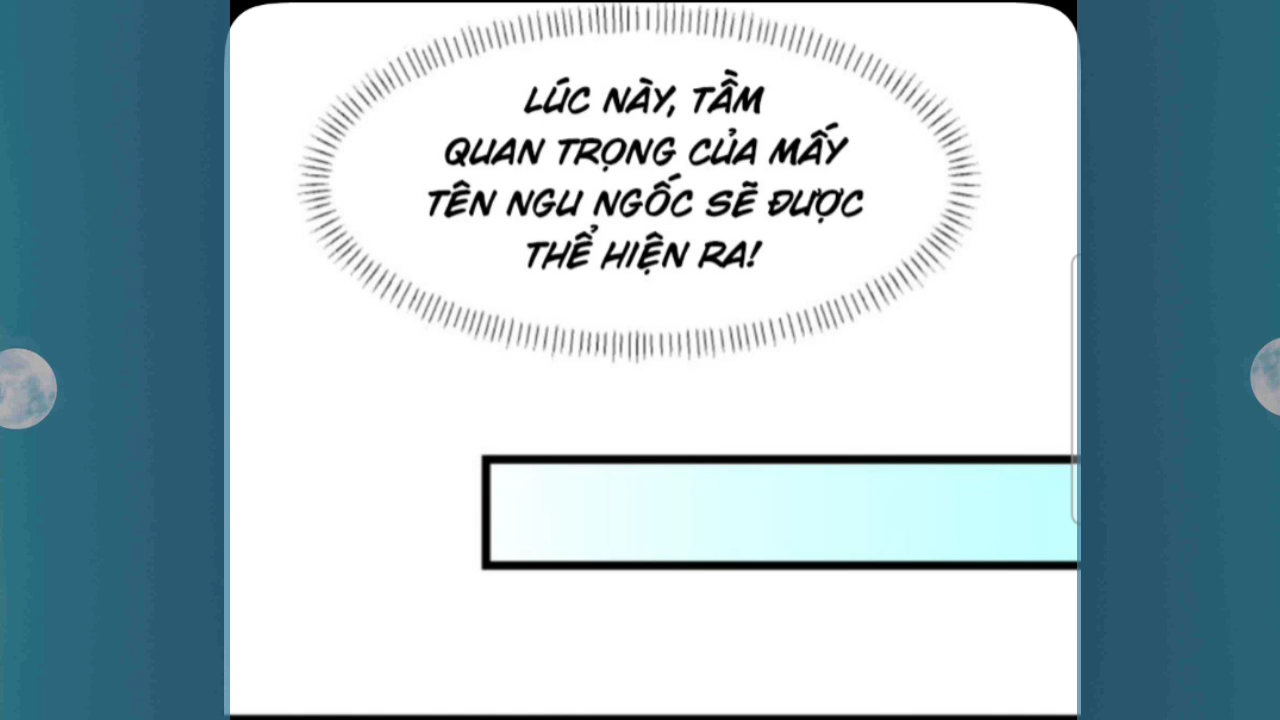 LÚC NÀY, TẦM
QUAN TRỌNG CỦA MẤY
TÊN NGU NGỐC SẼ ĐƯỢC
THỂ HIỆN RA!